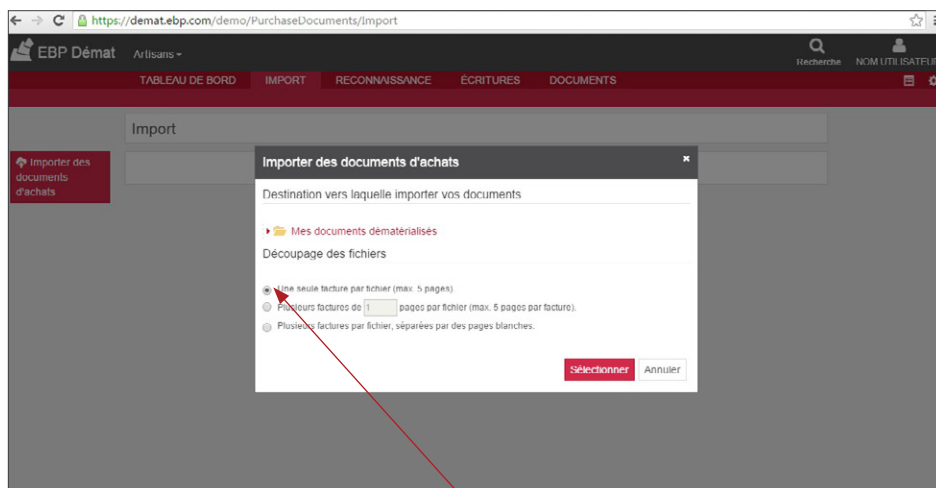 https://demat.ebp.com/demo/PurchaseDocuments/Import
EBP Démat Artisans
Recherche NOM UTILISATEUR
TABLEAU DE BORD IMPORT RECONNAISSANCE ÉCRITURES DOCUMENTS
Import
Importer des
documents
d'achats
Importer des documents d'achats ×
Destination vers laquelle importer vos documents
Mes documents dématérialisés
Découpage des fichiers
Une seule facture par fichier (max. 5 pages).
Plusieurs factures de 1 pages par fichier (max. 5 pages par facture).
Plusieurs factures par fichier, séparées par des pages blanches.
Sélectionner Annuler